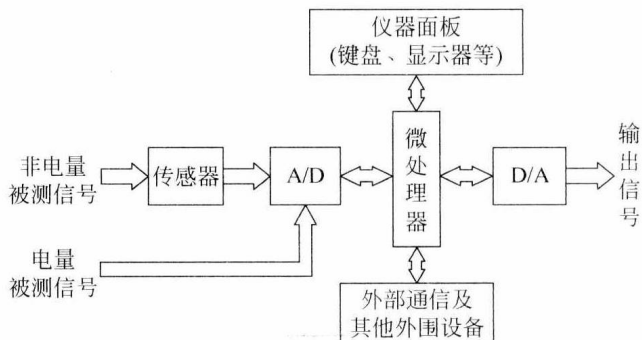 仪器面板
(键盘、显示器等)
非电量
被测信号
传感器
A/D
微处理器
D/A
输出信号
电量
被测信号
外部通信及
其他外围设备